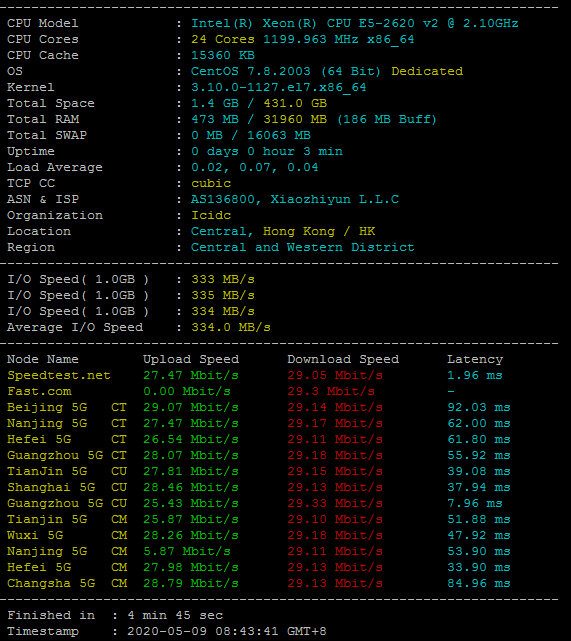 CPU Model : Intel(R) Xeon(R) CPU E5-2620 v2 @ 2.10GHz
CPU Cores : 24 Cores 1199.963 MHz x86_64
CPU Cache : 15360 KB
OS : CentOS 7.8.2003 (64 Bit) Dedicated
Kernel : 3.10.0-1127.el7.x86_64
Total Space : 1.4 GB / 431.0 GB
Total RAM : 473 MB / 31960 MB (186 MB Buff)
Total SWAP : 0 MB / 16063 MB
Uptime : 0 days 0 hour 3 min
Load Average : 0.02, 0.07, 0.04
TCP CC : cubic
ASN & ISP : AS136800, Xiaozhiyun L.L.C
Organization : Icidc
Location : Central, Hong Kong / HK
Region : Central and Western District
I/O Speed( 1.0GB ) : 333 MB/s
I/O Speed( 1.0GB ) : 335 MB/s
I/O Speed( 1.0GB ) : 334 MB/s
Average I/O Speed : 334.0 MB/s
Node Name Upload Speed Download Speed Latency
Speedtest.net 27.47 Mbit/s 29.05 Mbit/s 1.96 ms
Fast.com 0.00 Mbit/s 29.3 Mbit/s -
Beijing 5G CT 29.07 Mbit/s 29.14 Mbit/s 92.03 ms
Nanjing 5G CT 27.47 Mbit/s 29.17 Mbit/s 62.00 ms
Hefei 5G CT 26.54 Mbit/s 29.11 Mbit/s 61.80 ms
Guangzhou 5G CT 28.07 Mbit/s 29.18 Mbit/s 55.92 ms
TianJin 5G CU 27.81 Mbit/s 29.15 Mbit/s 39.08 ms
Shanghai 5G CU 28.46 Mbit/s 29.13 Mbit/s 37.94 ms
Guangzhou 5G CU 25.43 Mbit/s 29.33 Mbit/s 7.96 ms
Tianjin 5G CM 25.87 Mbit/s 29.10 Mbit/s 51.88 ms
Wuxi 5G CM 28.26 Mbit/s 29.18 Mbit/s 47.92 ms
Nanjing 5G CM 5.87 Mbit/s 29.11 Mbit/s 53.90 ms
Hefei 5G CM 27.98 Mbit/s 29.13 Mbit/s 33.90 ms
Changsha 5G CM 28.79 Mbit/s 29.13 Mbit/s 84.96 ms
Finished in : 4 min 45 sec
Timestamp : 2020-05-09 08:43:41 GMT+8